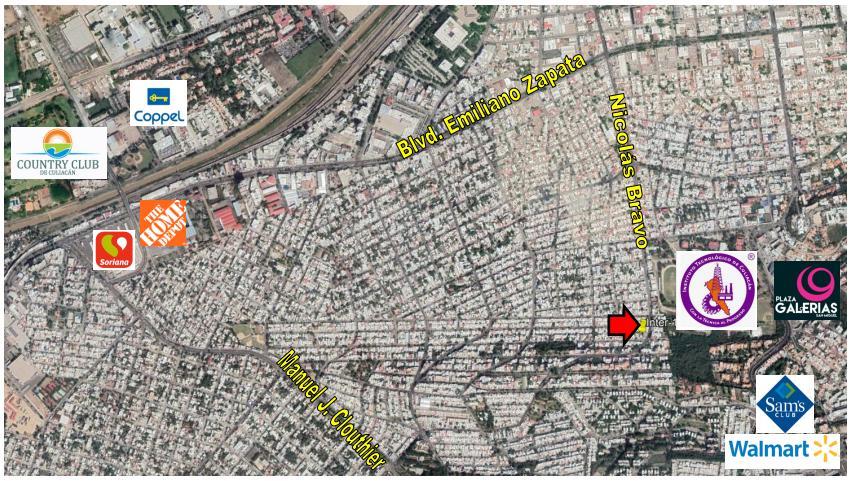 Coppel
COUNTRY CLUB
DE CULIACÁN
THE
HOME
DEPOT
Soriana
Blvd. Emiliano Zapata
Nicolás Bravo
Manuel J. Clouthier
Inter-
INSTITUTO TECNOLÓGICO DE CULIACÁN
CON LA TÉCNICA AL PROGRESO
®
PLAZA
GALERÍAS
SAN MIGUEL
Sam's
CLUB
Walmart